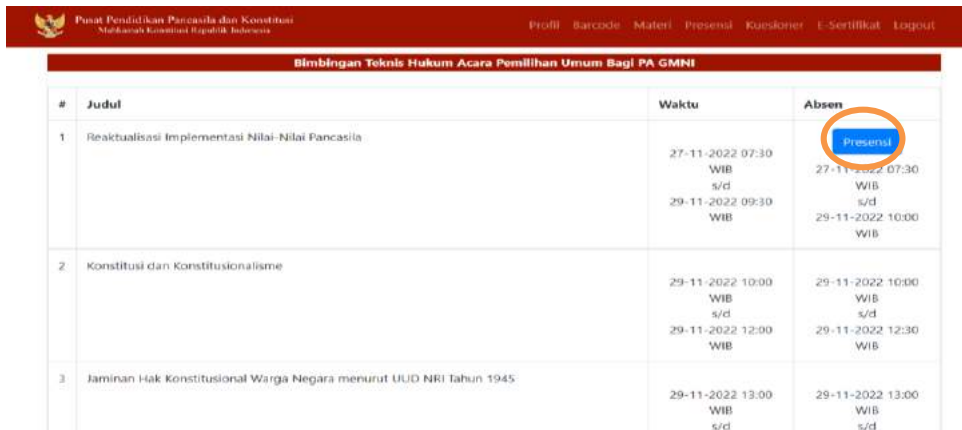 Pusat Pendidikan Pancasila dan Konstitusi
Mahkamah Konstitusi Republik Indonesia
Profil Barcode Materi Presensi Kuesioner E-Sertifikat Logout
Bimbingan Teknis Hukum Acara Pemilihan Umum Bagi PA GMNI
# Judul Waktu Absen
1 Reaktualisasi Implementasi Nilai-Nilai Pancasila
Presensi
27-11-2022 07:30
WIB
s/d
29-11-2022 09:30
WIB
27-11-2022 07:30
WIB
s/d
29-11-2022 10:00
WIB
2 Konstitusi dan Konstitusionalisme
29-11-2022 10:00
WIB
s/d
29-11-2022 12:00
WIB
29-11-2022 10:00
WIB
s/d
29-11-2022 12:30
WIB
3 Jaminan Hak Konstitusional Warga Negara menurut UUD NRI Tahun 1945
29-11-2022 13:00
WIB
s/d
29-11-2022 13:00
WIB
s/d